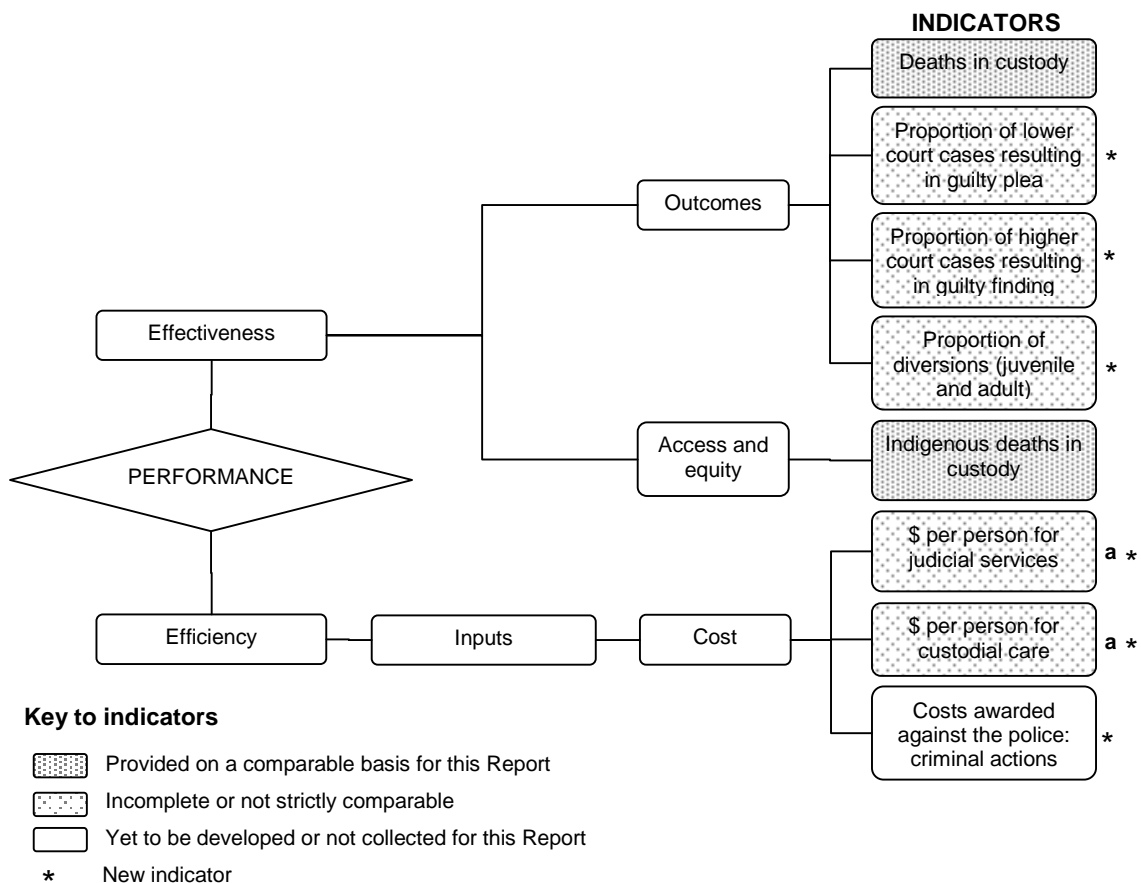 INDICATORS
Deaths in custody
Proportion of lower
court cases resulting
in guilty plea
*
Outcomes
Proportion of higher
court cases resulting
in guilty finding
*
Effectiveness
Proportion of
diversions (juvenile
and adult)
*
Access and
equity
Indigenous deaths in
custody
PERFORMANCE
$ per person for
judicial services
a *
Efficiency
Inputs
Cost
$ per person for
custodial care
a *
Costs awarded
against the police:
criminal actions
*
Key to indicators
Provided on a comparable basis for this Report
Incomplete or not strictly comparable
Yet to be developed or not collected for this Report
* New indicator